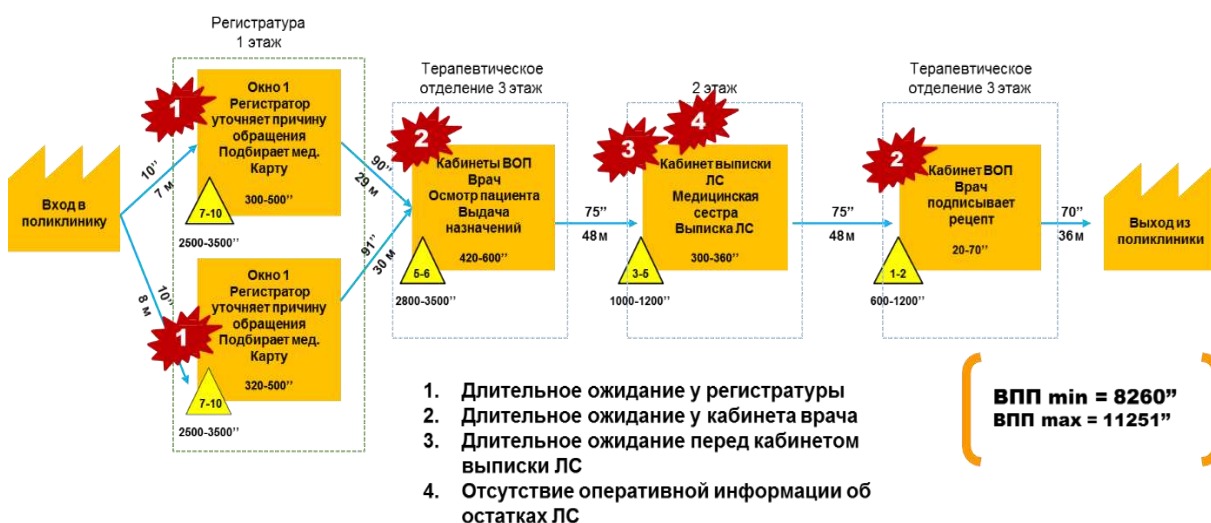 Регистратура
1 этаж
Окно 1
Регистратор
уточняет причину
обращения
Подбирает мед.
Карту
300-500’’
1
7-10
2500-3500’’
Вход в
поликлинику
10’’
7 м
10’’
8 м
Окно 1
Регистратор
уточняет причину
обращения
Подбирает мед.
Карту
320-500’’
1
7-10
2500-3500’’
90’’
29 м
91’’
30 м
Терапевтическое
отделение 3 этаж
2
Кабинеты ВОП
Врач
Осмотр пациента
Выдача
назначений
420-600’’
5-6
2800-3500’’
75’’
48 м
2 этаж
3
4
Кабинет выписки
ЛС
Медицинская
сестра
Выписка ЛС
300-360’’
3-5
1000-1200’’
75’’
48 м
Терапевтическое
отделение 3 этаж
2
Кабинет ВОП
Врач
подписывает
рецепт
20-70’’
1-2
600-1200’’
70’’
36 м
Выход из
поликлиники
1. Длительное ожидание у регистратуры
2. Длительное ожидание у кабинета врача
3. Длительное ожидание перед кабинетом
выписки ЛС
4. Отсутствие оперативной информации об
остатках ЛС
ВПП min = 8260”
ВПП max = 11251”